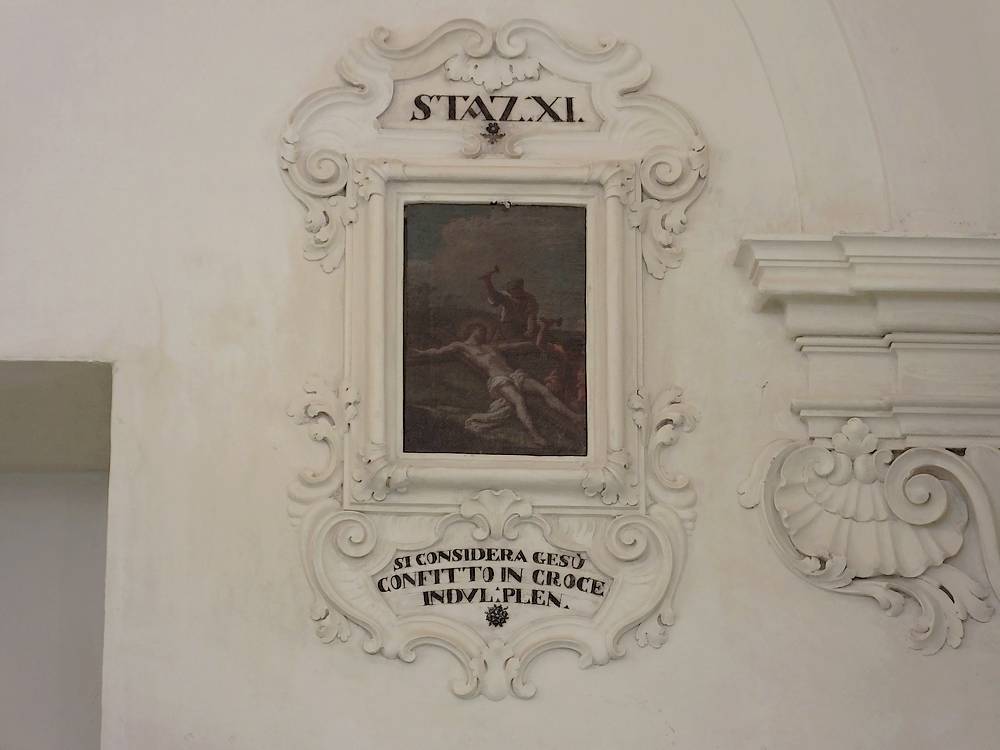 STAZ. XI.
SI CONSIDERA GESÙ
CONFITTO IN CROCE
INDVL. PLEN.